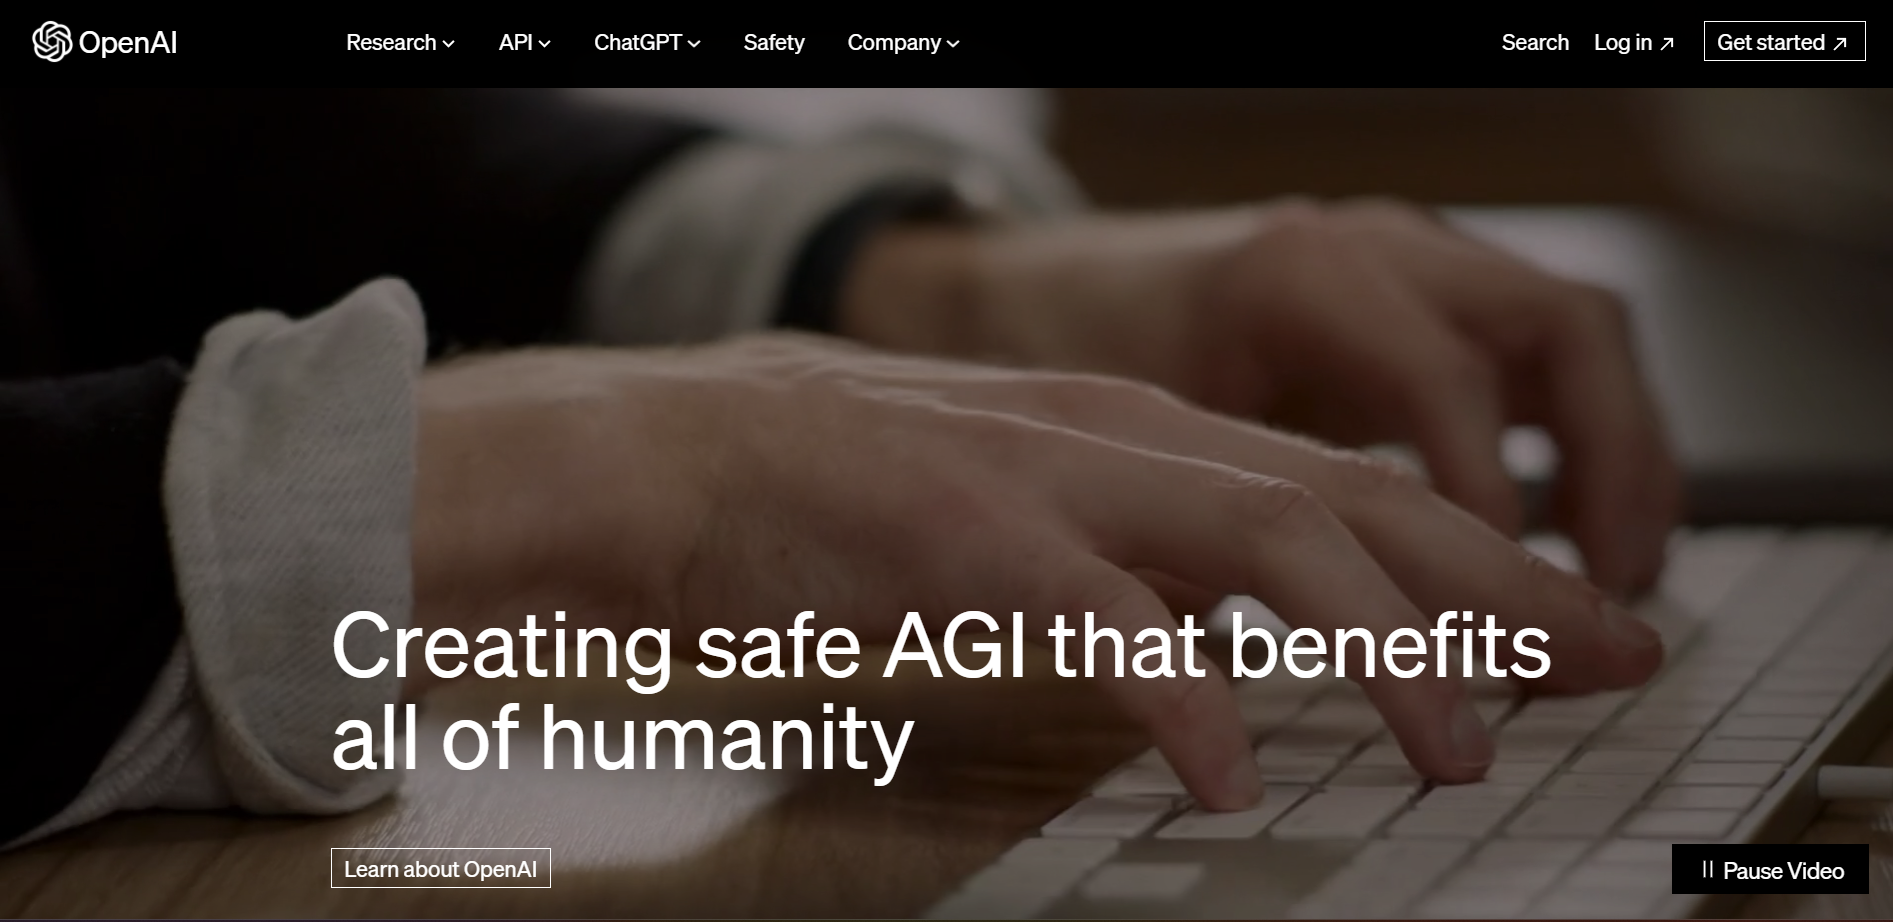 OpenAI
Research
API
ChatGPT
Safety
Company
Search
Log in
Get started
Creating safe AGI that benefits
all of humanity
Learn about OpenAI
Pause Video